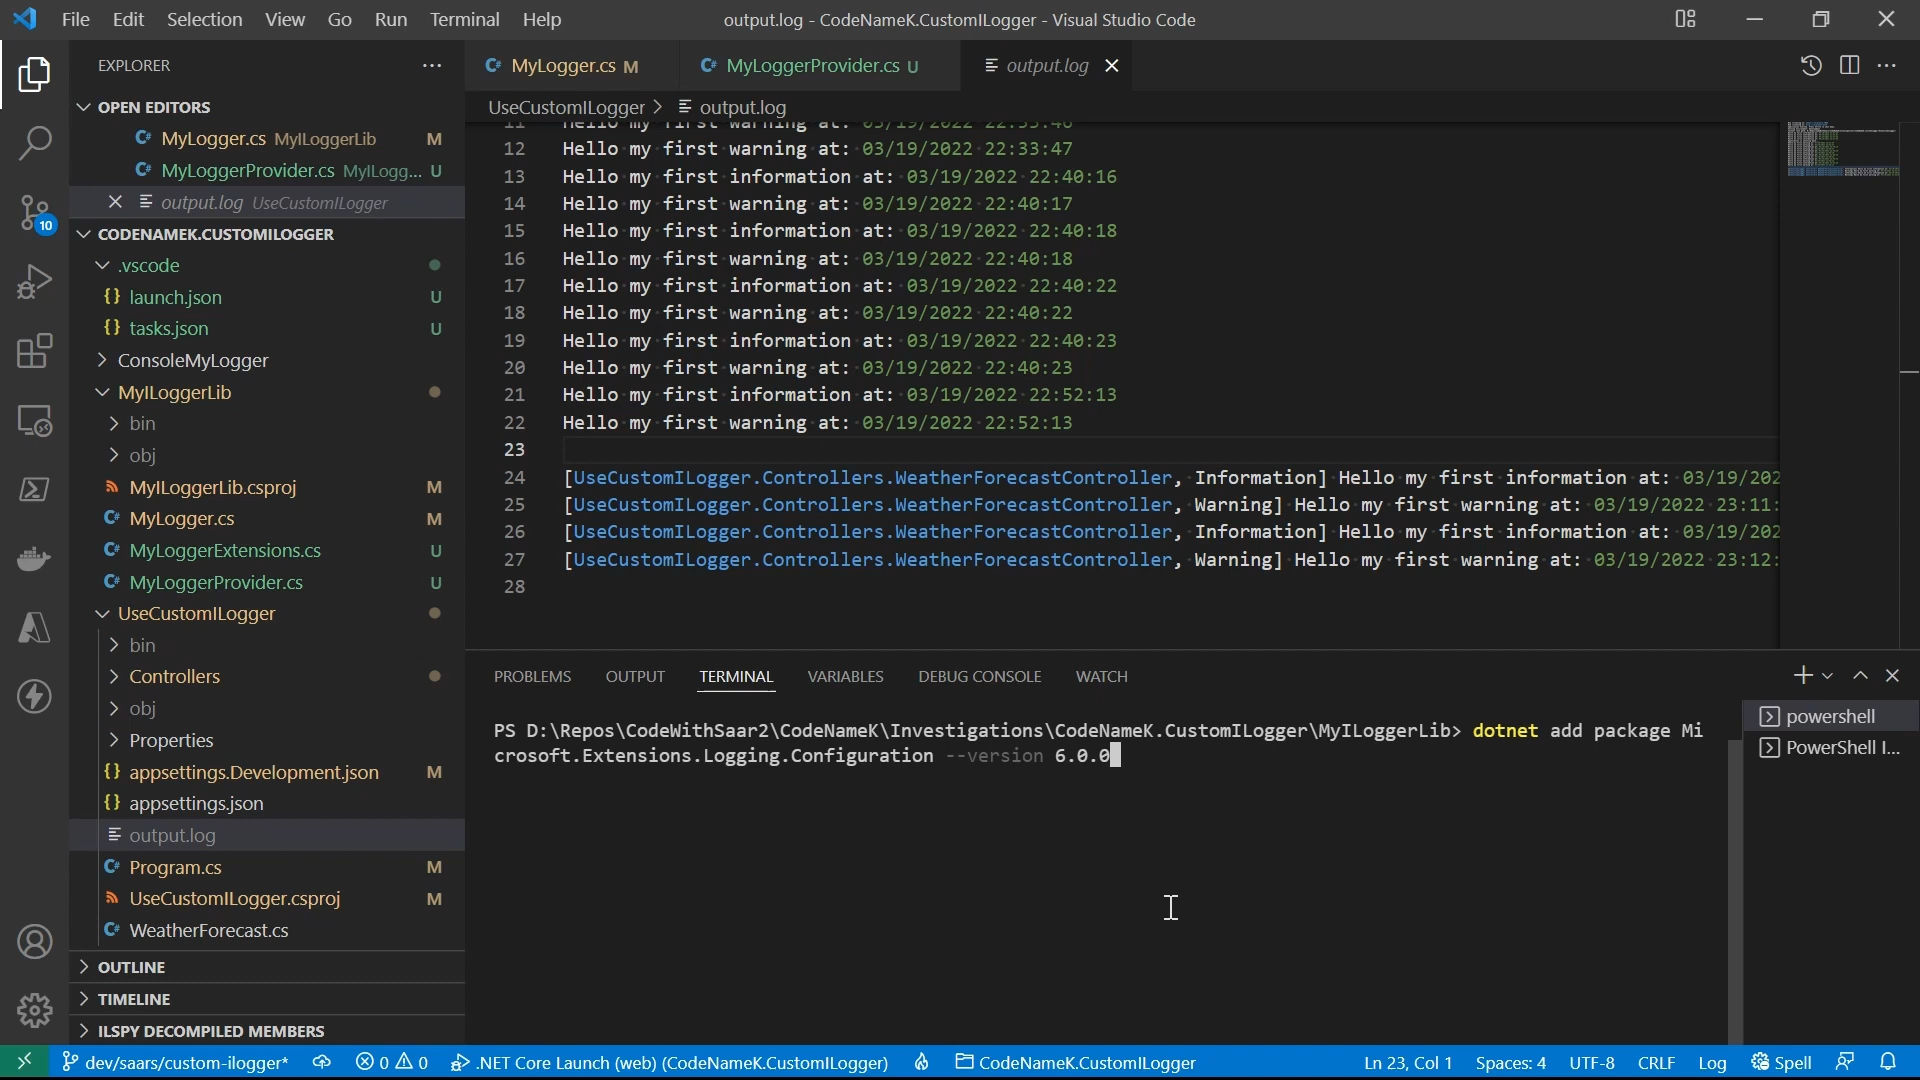 File Edit Selection View Go Run Terminal Help
output.log - CodeNameK.CustomILogger - Visual Studio Code
EXPLORER
OPEN EDITORS
MyLogger.cs MyILoggerLib M
MyLoggerProvider.cs MyILogg... U
output.log UseCustomILogger
CODENAMEK.CUSTOMILOGGER
.vscode
launch.json U
tasks.json U
ConsoleMyLogger
MyILoggerLib
bin
obj
MyILoggerLib.csproj M
MyLogger.cs M
MyLoggerExtensions.cs U
MyLoggerProvider.cs U
UseCustomILogger
bin
Controllers
obj
Properties
appsettings.Development.json M
appsettings.json
output.log
Program.cs M
UseCustomILogger.csproj M
WeatherForecast.cs
OUTLINE
TIMELINE
ILSPY DECOMPILED MEMBERS
10
MyLogger.cs M
MyLoggerProvider.cs U
output.log
UseCustomILogger > output.log
11 Hello my first warning at: 03/19/2022 22:33:46
12 Hello my first warning at: 03/19/2022 22:33:47
13 Hello my first information at: 03/19/2022 22:40:16
14 Hello my first warning at: 03/19/2022 22:40:17
15 Hello my first information at: 03/19/2022 22:40:18
16 Hello my first warning at: 03/19/2022 22:40:18
17 Hello my first information at: 03/19/2022 22:40:22
18 Hello my first warning at: 03/19/2022 22:40:22
19 Hello my first information at: 03/19/2022 22:40:23
20 Hello my first warning at: 03/19/2022 22:40:23
21 Hello my first information at: 03/19/2022 22:52:13
22 Hello my first warning at: 03/19/2022 22:52:13
23
24 [UseCustomILogger.Controllers.WeatherForecastController, Information] Hello my first information at: 03/19/202
25 [UseCustomILogger.Controllers.WeatherForecastController, Warning] Hello my first warning at: 03/19/2022 23:11:
26 [UseCustomILogger.Controllers.WeatherForecastController, Information] Hello my first information at: 03/19/202
27 [UseCustomILogger.Controllers.WeatherForecastController, Warning] Hello my first warning at: 03/19/2022 23:12:
28
PROBLEMS OUTPUT TERMINAL VARIABLES DEBUG CONSOLE WATCH
PS D:\Repos\CodeWithSaar2\CodeNameK\Investigations\CodeNameK.CustomILogger\MyILoggerLib> dotnet add package Mi
crosoft.Extensions.Logging.Configuration --version 6.0.0
powershell
PowerShell I...
dev/saars/custom-ilogger* 0 0 .NET Core Launch (web) (CodeNameK.CustomILogger) CodeNameK.CustomILogger Ln 23, Col 1 Spaces: 4 UTF-8 CRLF Log Spell